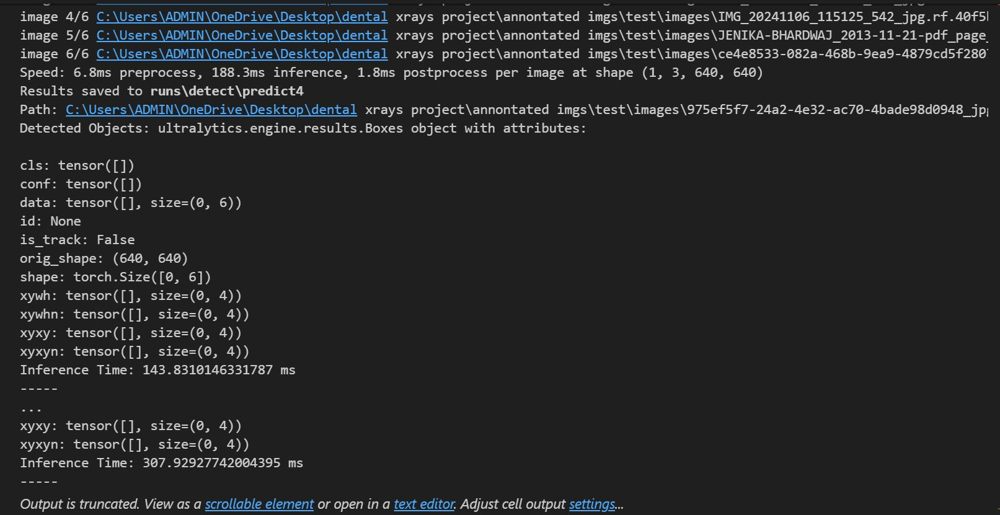 image 4/6 C:\Users\ADMIN\OneDrive\Desktop\dental xrays project\annontated imgs\test\images\IMG_20241106_115125_542_jpg.rf.40f5
image 5/6 C:\Users\ADMIN\OneDrive\Desktop\dental xrays project\annontated imgs\test\images\JENIKA-BHARDWAJ_2013-11-21-pdf_page_
image 6/6 C:\Users\ADMIN\OneDrive\Desktop\dental xrays project\annontated imgs\test\images\ce4e8533-082a-468b-9ea9-4879cd5f280
Speed: 6.8ms preprocess, 188.3ms inference, 1.8ms postprocess per image at shape (1, 3, 640, 640)
Results saved to runs\detect\predict4
Path: C:\Users\ADMIN\OneDrive\Desktop\dental xrays project\annontated imgs\test\images\975ef5f7-24a2-4e32-ac70-4bade98d0948_jp
Detected Objects: ultralytics.engine.results.Boxes object with attributes:
cls: tensor([])
conf: tensor([])
data: tensor([], size=(0, 6))
id: None
is_track: False
orig_shape: (640, 640)
shape: torch.Size([0, 6])
xywh: tensor([], size=(0, 4))
xywhn: tensor([], size=(0, 4))
xyxy: tensor([], size=(0, 4))
xyxyn: tensor([], size=(0, 4))
Inference Time: 143.8310146331787 ms
-----
...
xyxy: tensor([], size=(0, 4))
xyxyn: tensor([], size=(0, 4))
Inference Time: 307.92927742004395 ms
-----
Output is truncated. View as a scrollable element or open in a text editor. Adjust cell output settings...